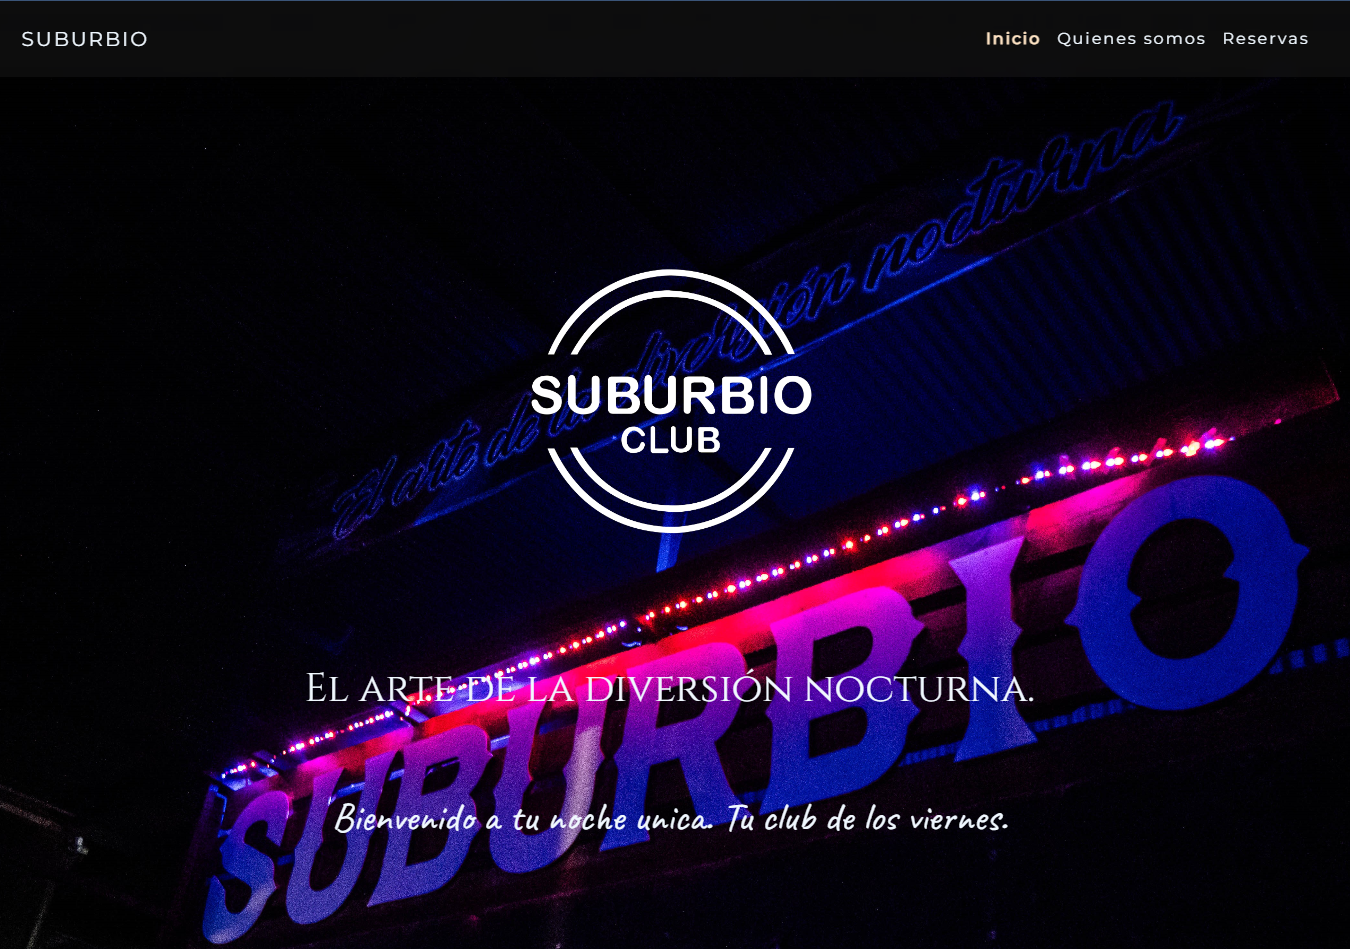 SUBURBIO
Inicio Quienes somos Reservas
El arte de la diversión nocturna
SUBURBIO
CLUB
SUBURBIO
El arte de la diversión nocturna.
Bienvenido a tu noche unica. Tu club de los viernes.